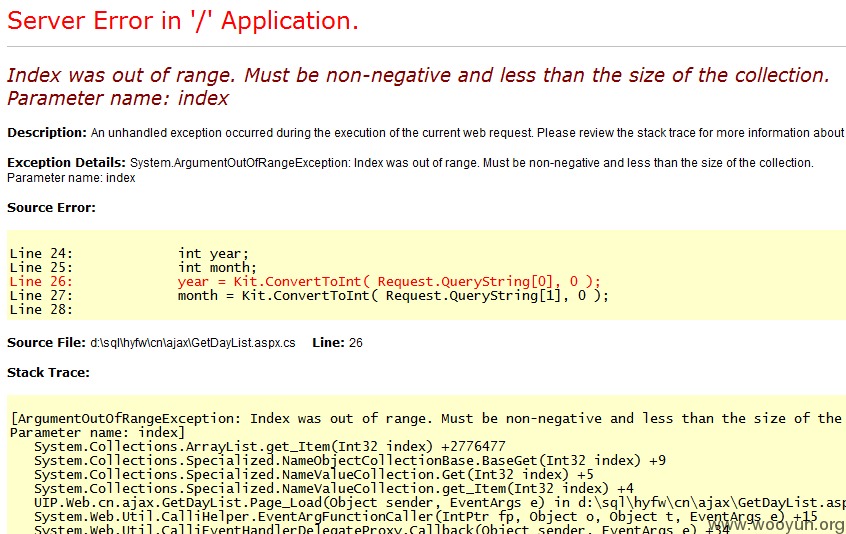 Server Error in '/' Application.
Index was out of range. Must be non-negative and less than the size of the collection.
Parameter name: index
Description: An unhandled exception occurred during the execution of the current web request. Please review the stack trace for more information about
Exception Details: System.ArgumentOutOfRangeException: Index was out of range. Must be non-negative and less than the size of the collection.
Parameter name: index
Source Error:
Line 24: int year;
Line 25: int month;
Line 26: year = Kit.ConvertToInt( Request.QueryString[0], 0 );
Line 27: month = Kit.ConvertToInt( Request.QueryString[1], 0 );
Line 28:
Source File: d:\sql\hyfw\cn\ajax\GetDayList.aspx.cs Line: 26
Stack Trace:
[ArgumentOutOfRangeException: Index was out of range. Must be non-negative and less than the size of the
Parameter name: index]
System.Collections.ArrayList.get_Item(Int32 index) +2776477
System.Collections.Specialized.NameObjectCollectionBase.BaseGet(Int32 index) +9
System.Collections.Specialized.NameValueCollection.Get(Int32 index) +5
System.Collections.Specialized.NameValueCollection.get_Item(Int32 index) +4
UIP.Web.cn.ajax.GetDayList.Page_Load(Object sender, EventArgs e) in d:\sql\hyfw\cn\ajax\GetDayList.asp
System.Web.Util.CalliHelper.EventArgFunctionCaller(IntPtr fp, Object o, Object t, EventArgs e) +15
System.Web.Util.CalliEventHandlerDelegateProxy.Callback(Object sender, EventArgs e) +34
www.wooyun.org